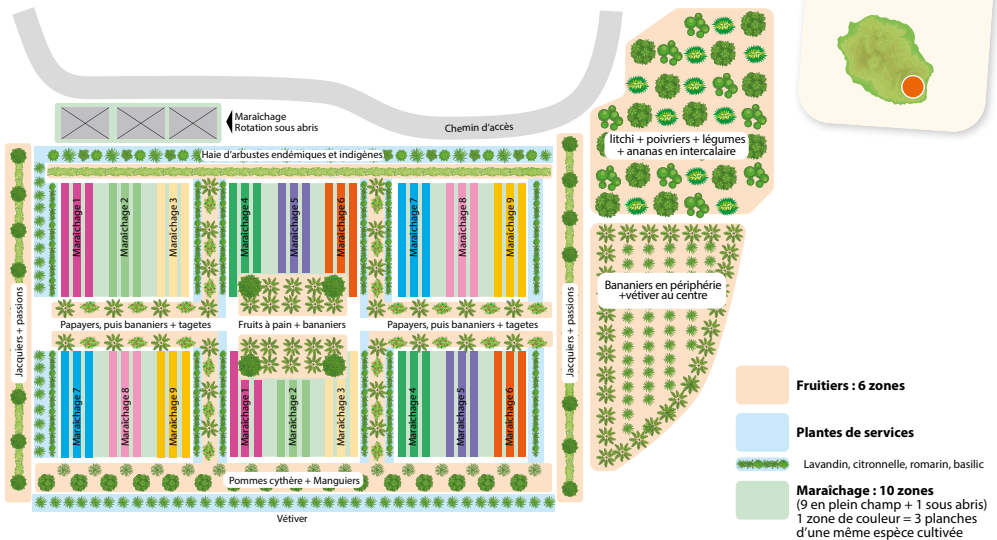 Maraîchage
Rotation sous abris
Chemin d'accès
litchi + poivriers + légumes
+ ananas en intercalaire
Haie d'arbustes endémiques et indigènes
Maraîchage 1
Maraîchage 2
Maraîchage 3
Maraîchage 4
Maraîchage 5
Maraîchage 6
Maraîchage 7
Maraîchage 8
Maraîchage 9
Jacquiers + passions
Jacquiers + passions
Bananiers en périphérie
+vétiver au centre
Papayers, puis bananiers + tagetes
Fruits à pain + bananiers
Papayers, puis bananiers + tagetes
Maraîchage 7
Maraîchage 8
Maraîchage 9
Maraîchage 1
Maraîchage 2
Maraîchage 3
Maraîchage 4
Maraîchage 5
Maraîchage 6
Pommes cythère + Manguiers
Vétiver
Fruitiers : 6 zones
Plantes de services
Lavandin, citronnelle, romarin, basilic
Maraîchage : 10 zones
(9 en plein champ + 1 sous abris)
1 zone de couleur = 3 planches
d'une même espèce cultivée